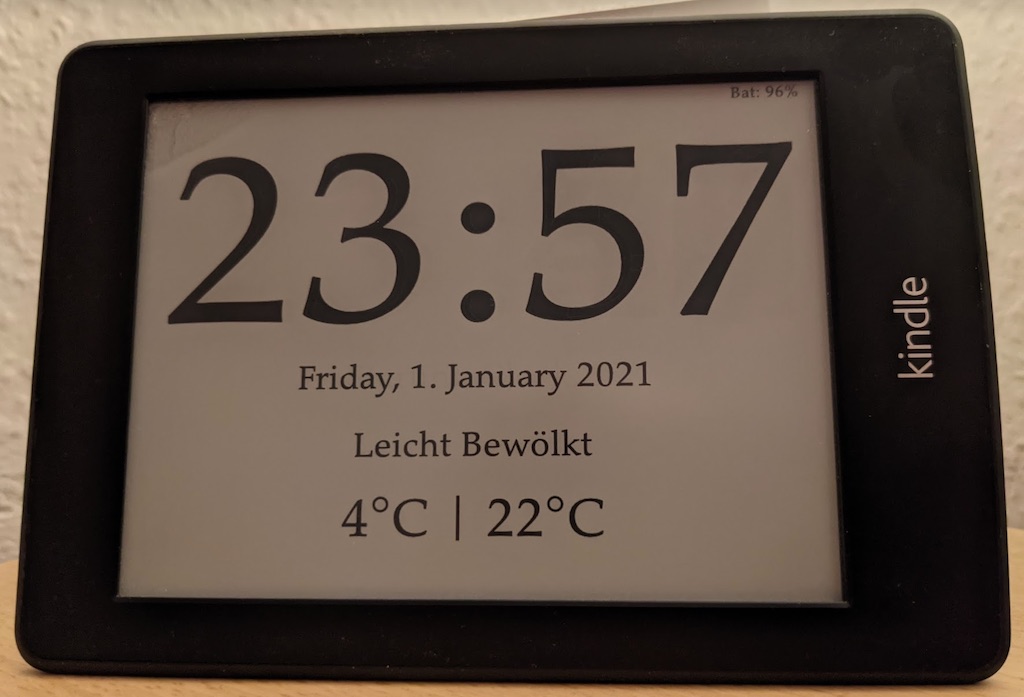 Bat: 96%
23:57
Friday, 1. January 2021
Leicht Bewölkt
4°C | 22°C
kindle